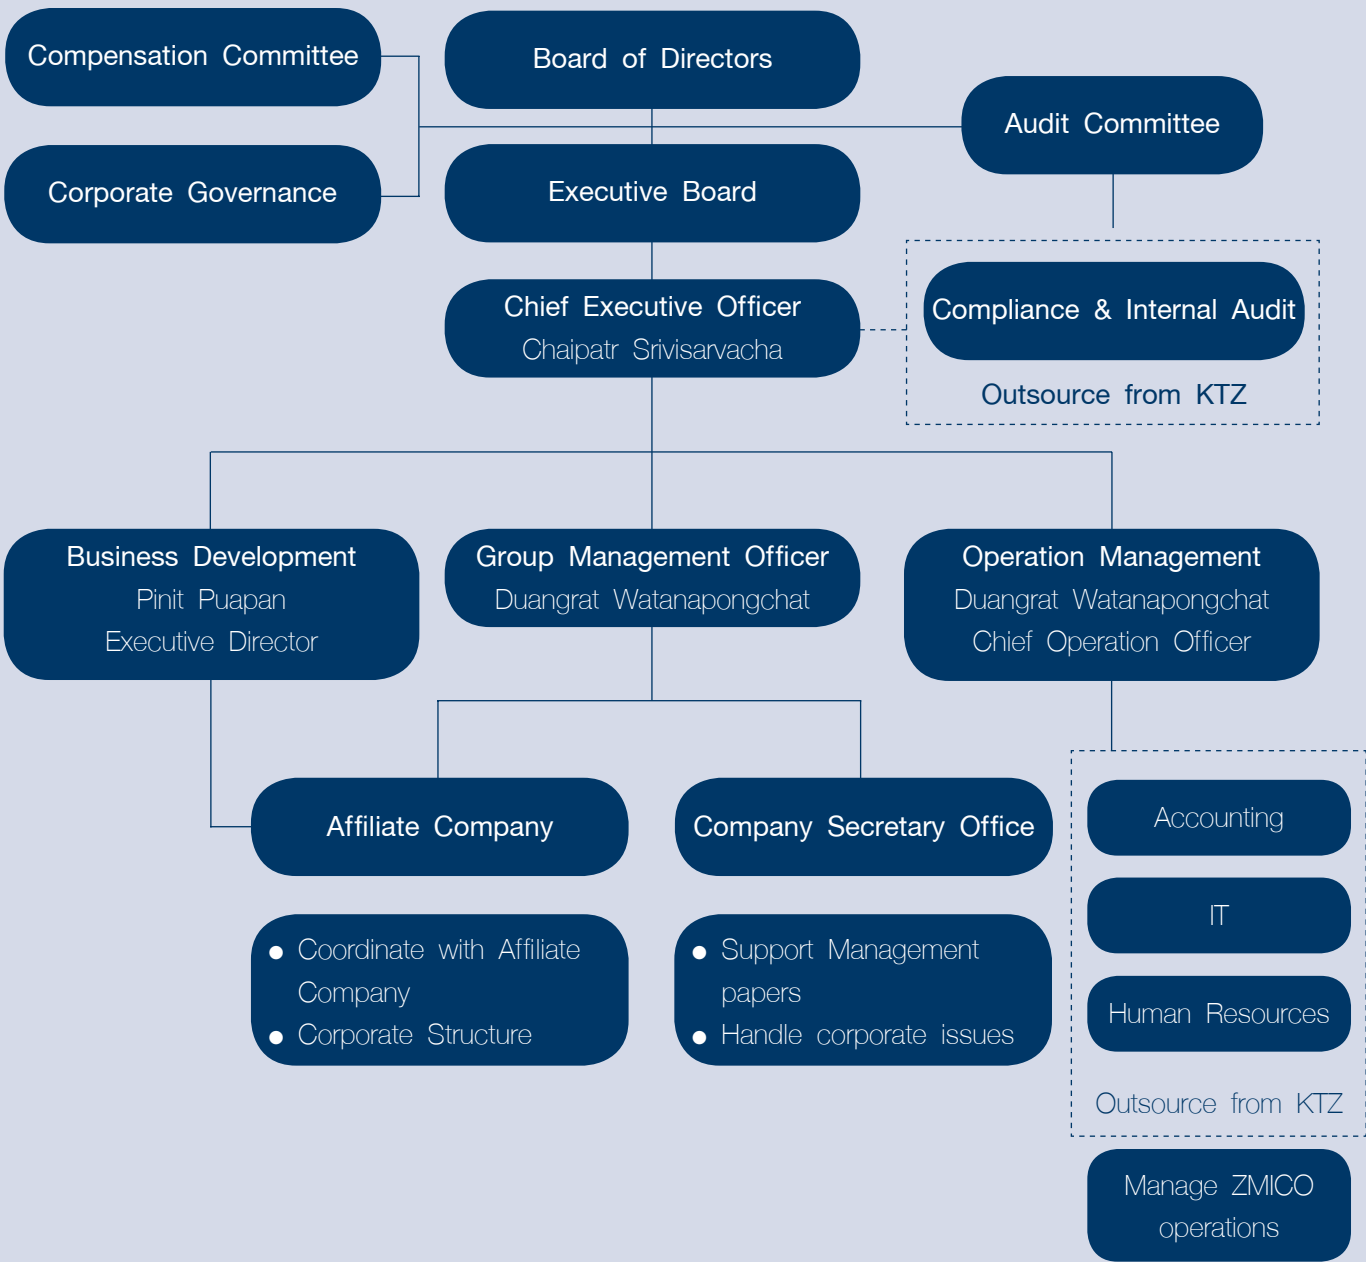 Compensation Committee
Board of Directors
Audit Committee
Corporate Governance
Executive Board
Chief Executive Officer
Chaipatr Srivisarvacha
Compliance & Internal Audit
Outsource from KTZ
Business Development
Pinit Puapan
Executive Director
Group Management Officer
Duangrat Watanapongchat
Operation Management
Duangrat Watanapongchat
Chief Operation Officer
Affiliate Company
Company Secretary Office
● Coordinate with Affiliate
Company
● Corporate Structure
● Support Management
papers
● Handle corporate issues
Accounting
IT
Human Resources
Outsource from KTZ
Manage ZMICO
operations